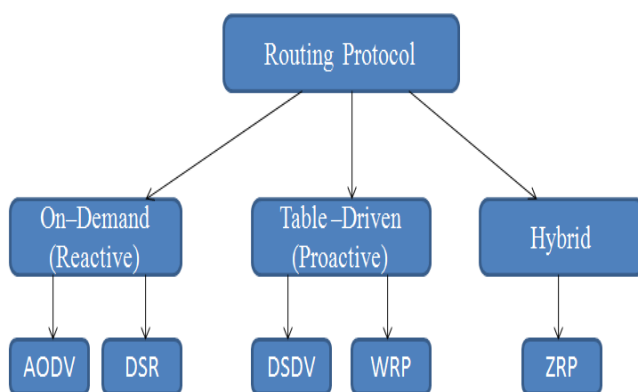 Routing Protocol
On–Demand
(Reactive)
Table –Driven
(Proactive)
Hybrid
AODV
DSR
DSDV
WRP
ZRP